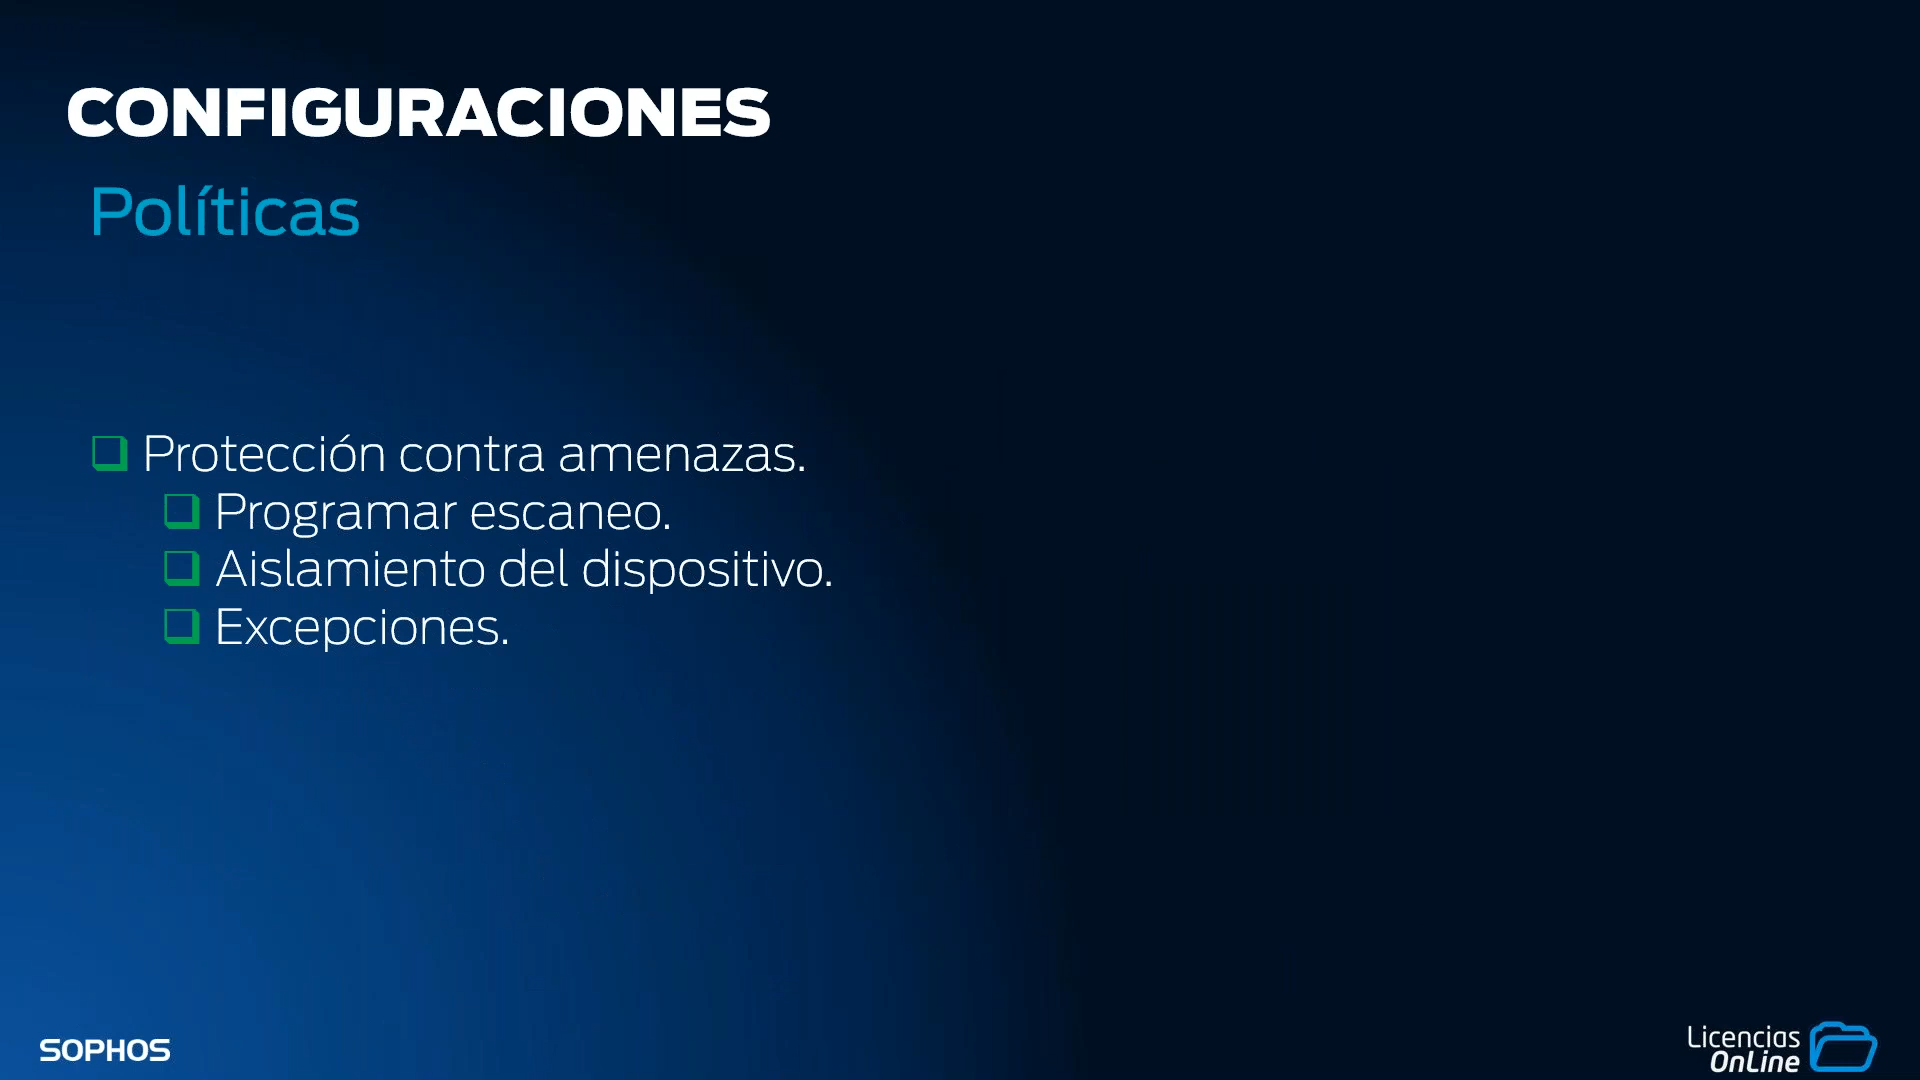 CONFIGURACIONES
Políticas
Protección contra amenazas.
Programar escaneo.
Aislamiento del dispositivo.
Excepciones.
SOPHOS
Licencias
OnLine